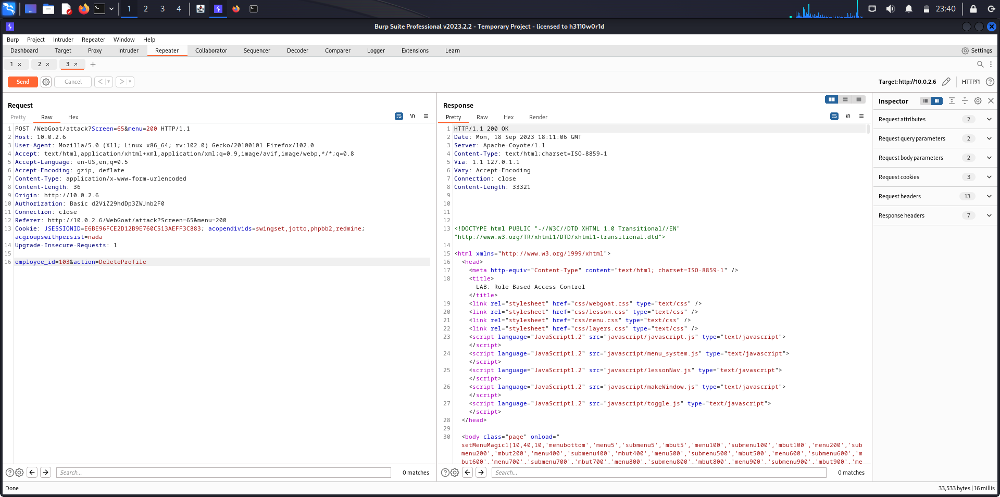 1 2 3 4 23:40
Burp Suite Professional v2023.2.2 - Temporary Project - licensed to h3110w0r1d
Burp Project Intruder Repeater Window Help
Dashboard Target Proxy Intruder Repeater Collaborator Sequencer Decoder Comparer Logger Extensions Learn Settings
1 × 2 × 3 × +
Send Cancel < > Target: http://10.0.2.6 HTTP/1 ?
Request
Pretty Raw Hex \n
1 POST /WebGoat/attack?Screen=65&menu=200 HTTP/1.1
2 Host: 10.0.2.6
3 User-Agent: Mozilla/5.0 (X11; Linux x86_64; rv:102.0) Gecko/20100101 Firefox/102.0
4 Accept: text/html,application/xhtml+xml,application/xml;q=0.9,image/avif,image/webp,*/*;q=0.8
5 Accept-Language: en-US,en;q=0.5
6 Accept-Encoding: gzip, deflate
7 Content-Type: application/x-www-form-urlencoded
8 Content-Length: 36
9 Origin: http://10.0.2.6
10 Authorization: Basic d2ViZ29hdDp3ZWJnb2F0
11 Connection: close
12 Referer: http://10.0.2.6/WebGoat/attack?Screen=65&menu=200
13 Cookie: JSESSIONID=E6BE96FCE2D12B9E760C513AEFF3C883; acopendivids=swingset,jotto,phpbb2,redmine;
acgroupswithpersist=nada
14 Upgrade-Insecure-Requests: 1
15
16 employee_id=103&action=DeleteProfile
Search... 0 matches
Response
Pretty Raw Hex Render \n
1 HTTP/1.1 200 OK
2 Date: Mon, 18 Sep 2023 18:11:06 GMT
3 Server: Apache-Coyote/1.1
4 Content-Type: text/html;charset=ISO-8859-1
5 Via: 1.1 127.0.1.1
6 Vary: Accept-Encoding
7 Connection: close
8 Content-Length: 33321
9
10
11
12
13 <!DOCTYPE html PUBLIC "-//W3C//DTD XHTML 1.0 Transitional//EN"
"http://www.w3.org/TR/xhtml1/DTD/xhtml1-transitional.dtd">
14
15 <html xmlns="http://www.w3.org/1999/xhtml">
16 <head>
17 <meta http-equiv="Content-Type" content="text/html; charset=ISO-8859-1" />
18 <title>
LAB: Role Based Access Control
</title>
19 <link rel="stylesheet" href="css/webgoat.css" type="text/css" />
20 <link rel="stylesheet" href="css/lesson.css" type="text/css" />
21 <link rel="stylesheet" href="css/menu.css" type="text/css" />
22 <link rel="stylesheet" href="css/layers.css" type="text/css" />
23 <script language="JavaScript1.2" src="javascript/javascript.js" type="text/javascript">
</script>
24 <script language="JavaScript1.2" src="javascript/menu_system.js" type="text/javascript">
</script>
25 <script language="JavaScript1.2" src="javascript/lessonNav.js" type="text/javascript">
</script>
26 <script language="JavaScript1.2" src="javascript/makeWindow.js" type="text/javascript">
</script>
27 <script language="JavaScript1.2" src="javascript/toggle.js" type="text/javascript">
</script>
28 </head>
29
30 <body class="page" onload="
setMenuMagic1(10,40,10,'menubottom','menu5','submenu5','mbut5','menu100','submenu100','mbut100','menu200','sub
menu200','mbut200','menu400','submenu400','mbut400','menu500','submenu500','mbut500','menu600','submenu600','m
but600','menu700','submenu700','mbut700','menu800','submenu800','mbut800','menu900','submenu900','mbut900','me
Search... 0 matches
Inspector
Request attributes 2
Request query parameters 2
Request body parameters 2
Request cookies 3
Request headers 13
Response headers 7
Done 33,533 bytes | 16 millis